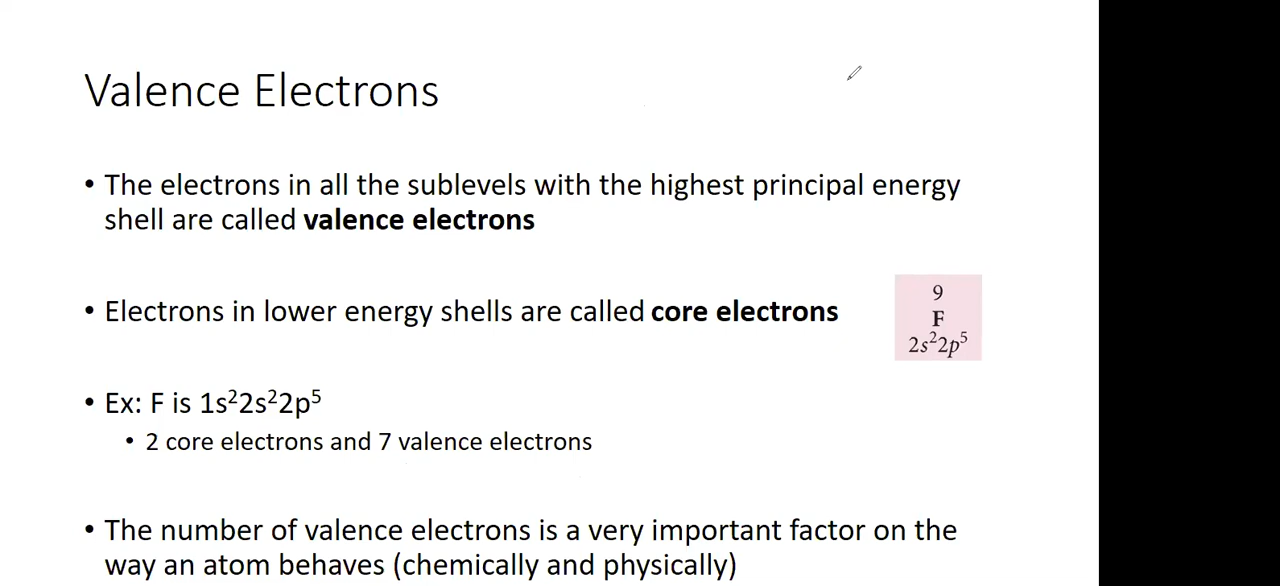 Valence Electrons
• The electrons in all the sublevels with the highest principal energy
shell are called valence electrons
• Electrons in lower energy shells are called core electrons
9
F
2s²2p⁵
• Ex: F is 1s²2s²2p⁵
• 2 core electrons and 7 valence electrons
• The number of valence electrons is a very important factor on the
way an atom behaves (chemically and physically)